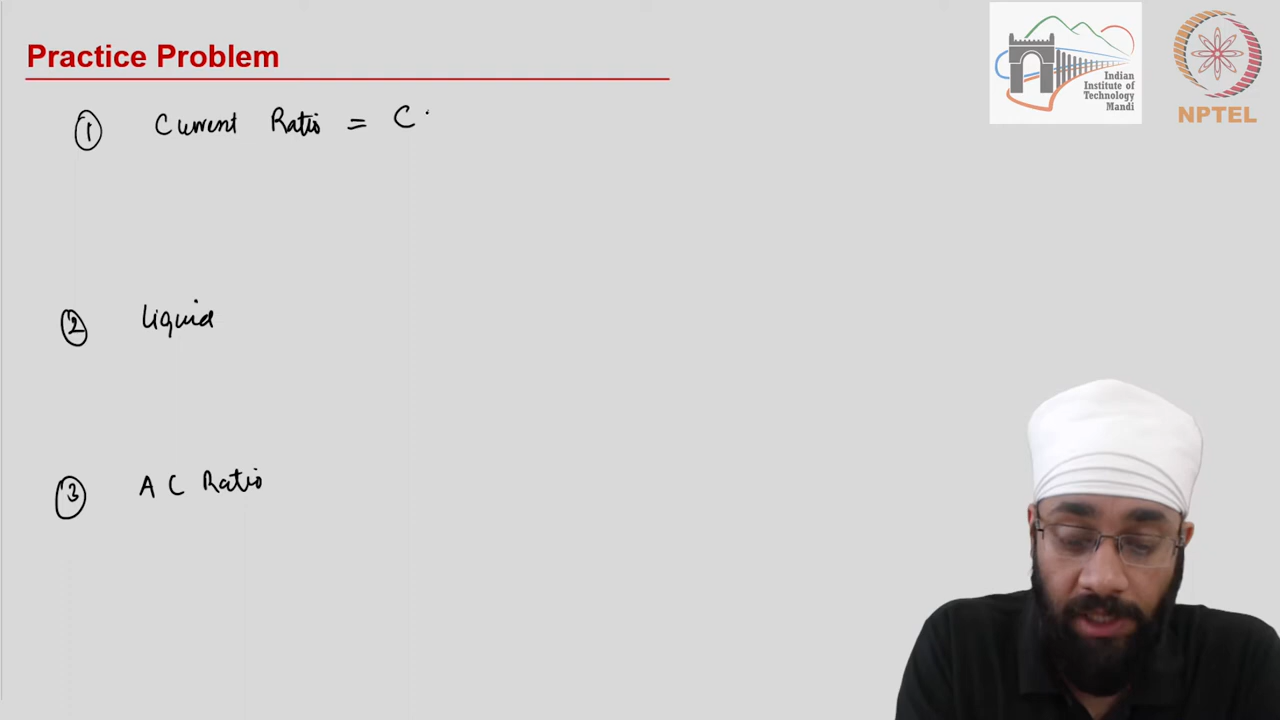 Practice Problem
Indian
Institute of
Technology
Mandi
NPTEL
① Current Ratio = C.
② Liquid
③ A C Ratio